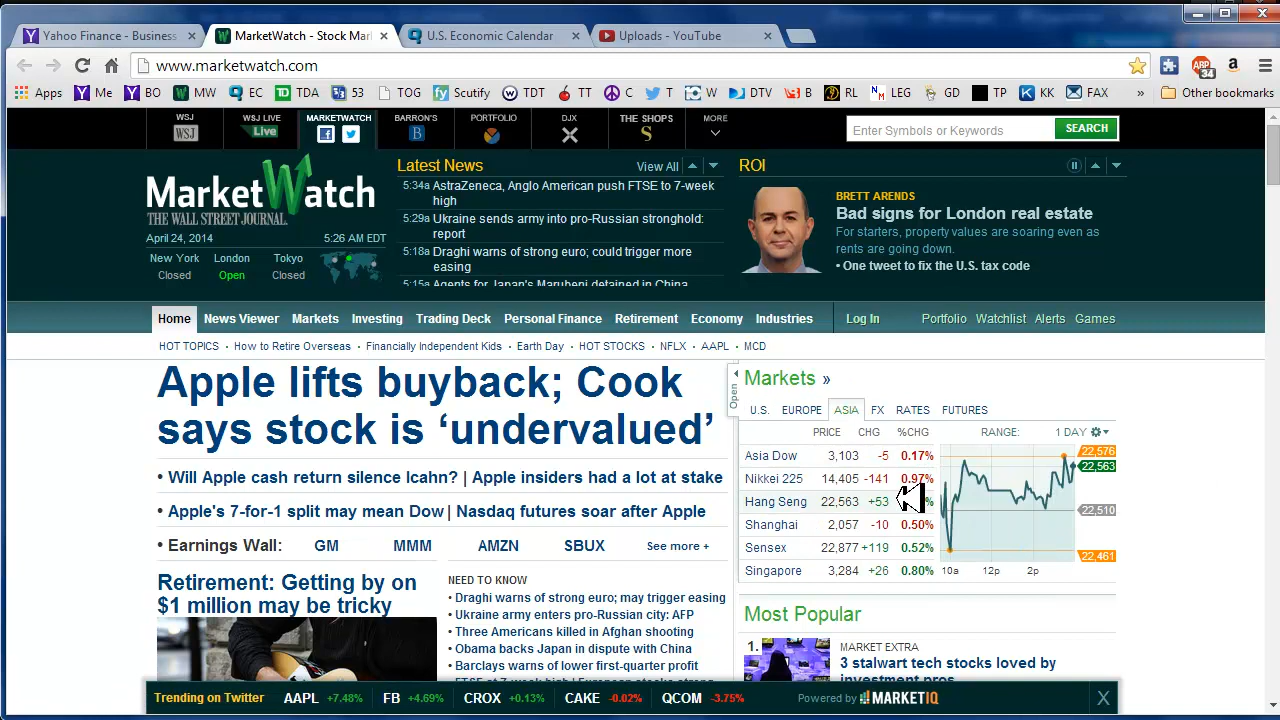 Yahoo Finance - Business
MarketWatch - Stock Mar
U.S. Economic Calendar
Uploads - YouTube
www.marketwatch.com
Apps Me BO MW EC TDA 53 TOG Scutify TDT TT C T W DTV B RL LEG GD TP KK FAX » Other bookmarks
ABP 34
WSJ
WSJ
WSJ LIVE
Live
MARKETWATCH
BARRON'S
B
PORTFOLIO
DJX
THE SHOPS
S
MORE
Enter Symbols or Keywords
SEARCH
MarketWatch
THE WALL STREET JOURNAL.
April 24, 2014 5:26 AM EDT
New York London Tokyo
Closed Open Closed
Latest News View All
5:34a AstraZeneca, Anglo American push FTSE to 7-week
high
5:29a Ukraine sends army into pro-Russian stronghold:
report
5:18a Draghi warns of strong euro; could trigger more
easing
5:15a Agents for Japan's Marubeni detained in China
ROI
BRETT ARENDS
Bad signs for London real estate
For starters, property values are soaring even as
rents are going down.
• One tweet to fix the U.S. tax code
Home News Viewer Markets Investing Trading Deck Personal Finance Retirement Economy Industries Log In Portfolio Watchlist Alerts Games
HOT TOPICS • How to Retire Overseas • Financially Independent Kids • Earth Day • HOT STOCKS • NFLX • AAPL • MCD
Apple lifts buyback; Cook
says stock is ‘undervalued’
• Will Apple cash return silence Icahn? | Apple insiders had a lot at stake
• Apple's 7-for-1 split may mean Dow | Nasdaq futures soar after Apple
• Earnings Wall: GM MMM AMZN SBUX See more +
Retirement: Getting by on
$1 million may be tricky
NEED TO KNOW
• Draghi warns of strong euro; may trigger easing
• Ukraine army enters pro-Russian city: AFP
• Three Americans killed in Afghan shooting
• Obama backs Japan in dispute with China
• Barclays warns of lower first-quarter profit
Open
Markets »
U.S. EUROPE ASIA FX RATES FUTURES
PRICE CHG %CHG RANGE: 1 DAY
Asia Dow 3,103 -5 0.17%
Nikkei 225 14,405 -141 0.97%
Hang Seng 22,563 +53 %
Shanghai 2,057 -10 0.50%
Sensex 22,877 +119 0.52%
Singapore 3,284 +26 0.80%
22,576
22,563
22,510
22,461
10a 12p 2p
Most Popular
1. MARKET EXTRA
3 stalwart tech stocks loved by
investment pros
Trending on Twitter AAPL +7.48% FB +4.69% CROX +0.13% CAKE -0.02% QCOM -3.75% Powered by MARKETIQ X